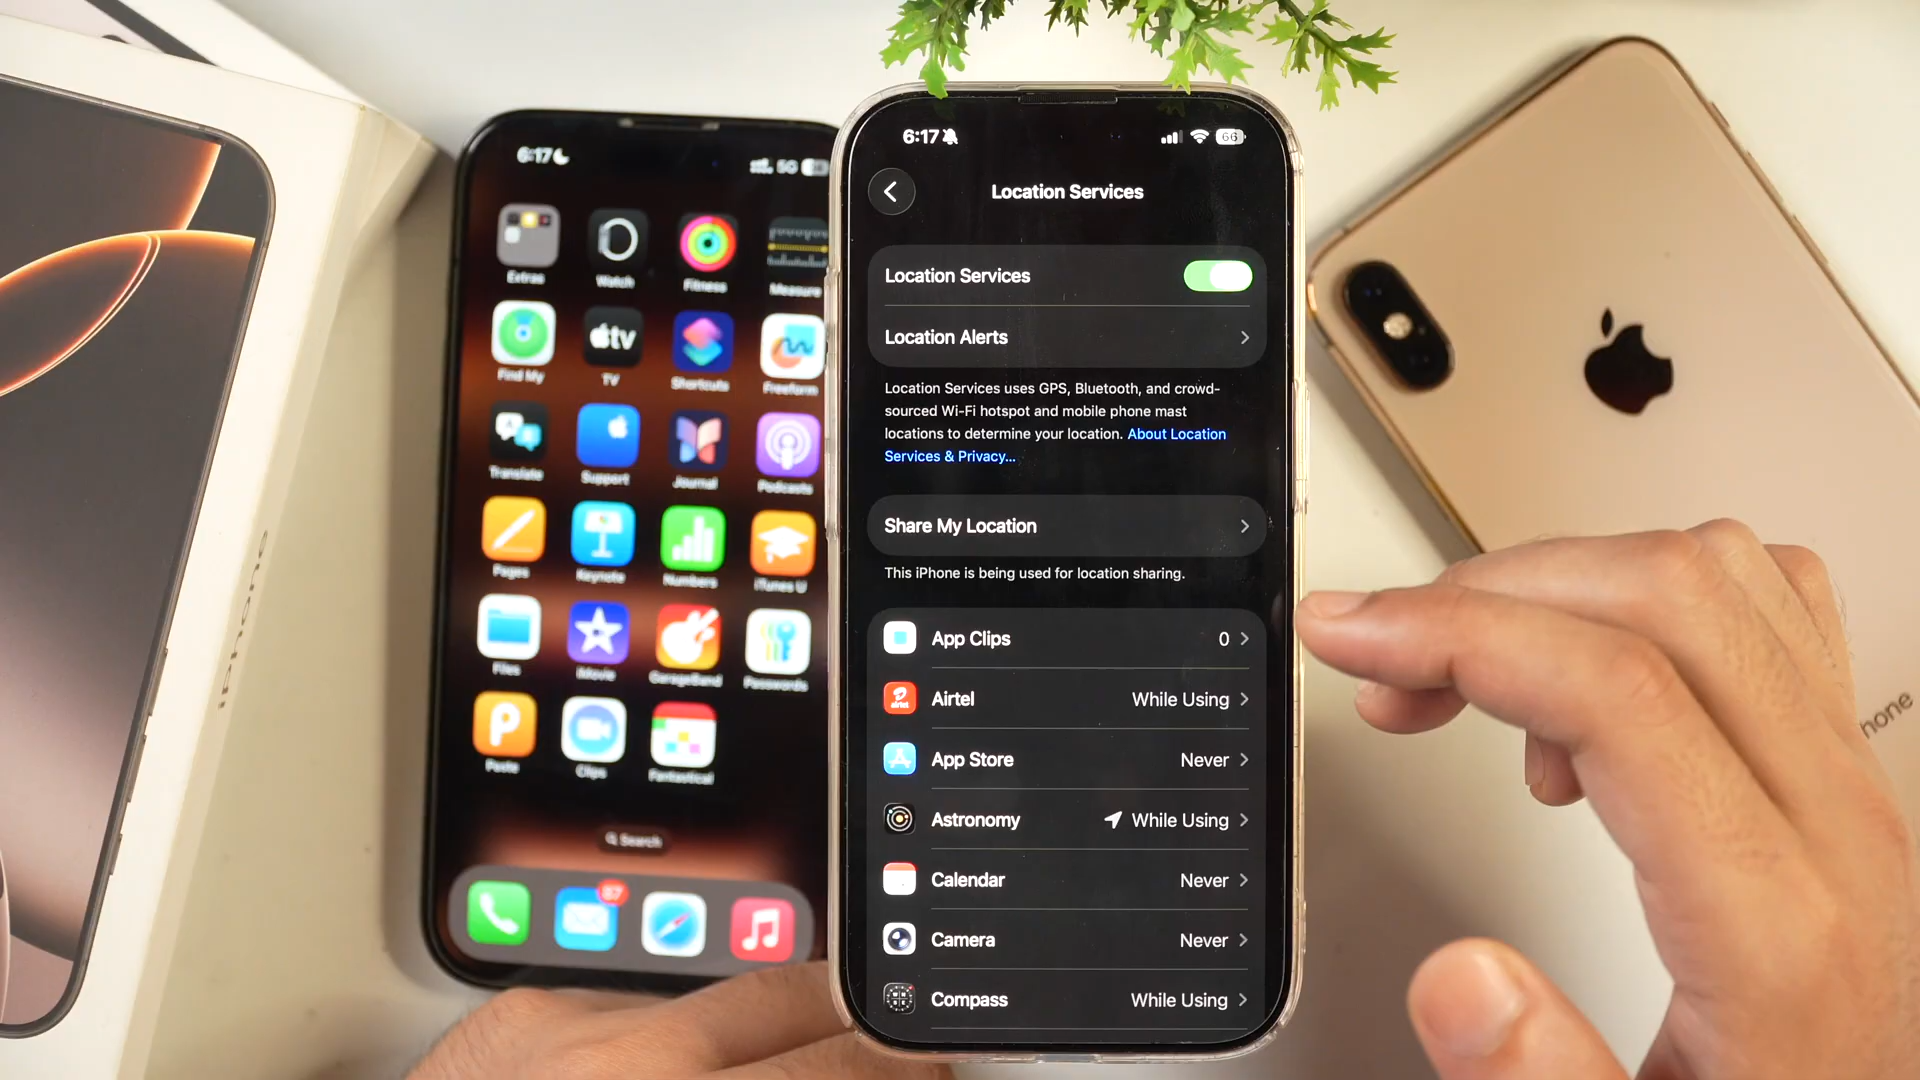 iPhone
6:17
5G
Extras
Watch
Fitness
Measure
Find My
tv
TV
Shortcuts
Freeform
Translate
Support
Journal
Podcasts
Pages
Keynote
Numbers
iTunes U
Files
iMovie
GarageBand
Passwords
Paste
Clips
Fantastical
Search
6:17
66
Location Services
Location Services
Location Alerts
Location Services uses GPS, Bluetooth, and crowd-
sourced Wi-Fi hotspot and mobile phone mast
locations to determine your location. About Location
Services & Privacy...
Share My Location
This iPhone is being used for location sharing.
App Clips 0
airtel
Airtel While Using
App Store Never
Astronomy While Using
Calendar Never
Camera Never
Compass While Using
hone